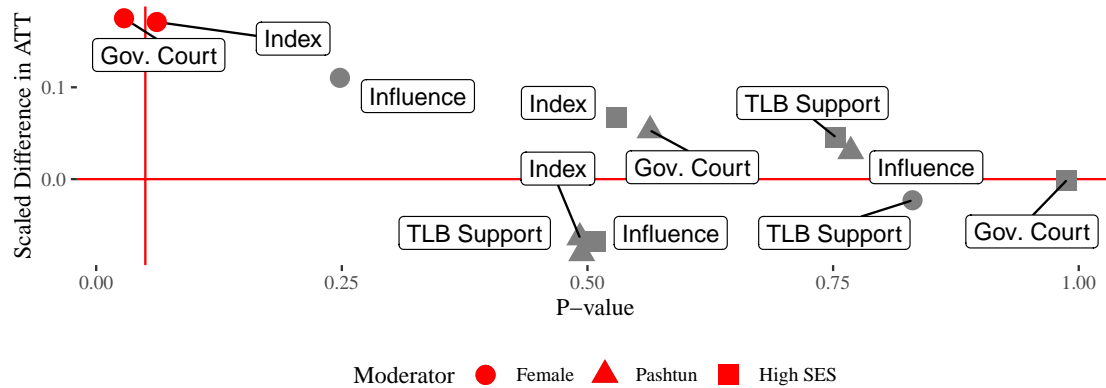 Scaled Difference in ATT
0.1
0.0
Gov. Court
Index
Influence
Index
TLB Support
Gov. Court
Influence
Index
TLB Support
Influence
TLB Support
Gov. Court
0.00
0.25
0.50
0.75
1.00
P−value
Moderator
Female
Pashtun
High SES